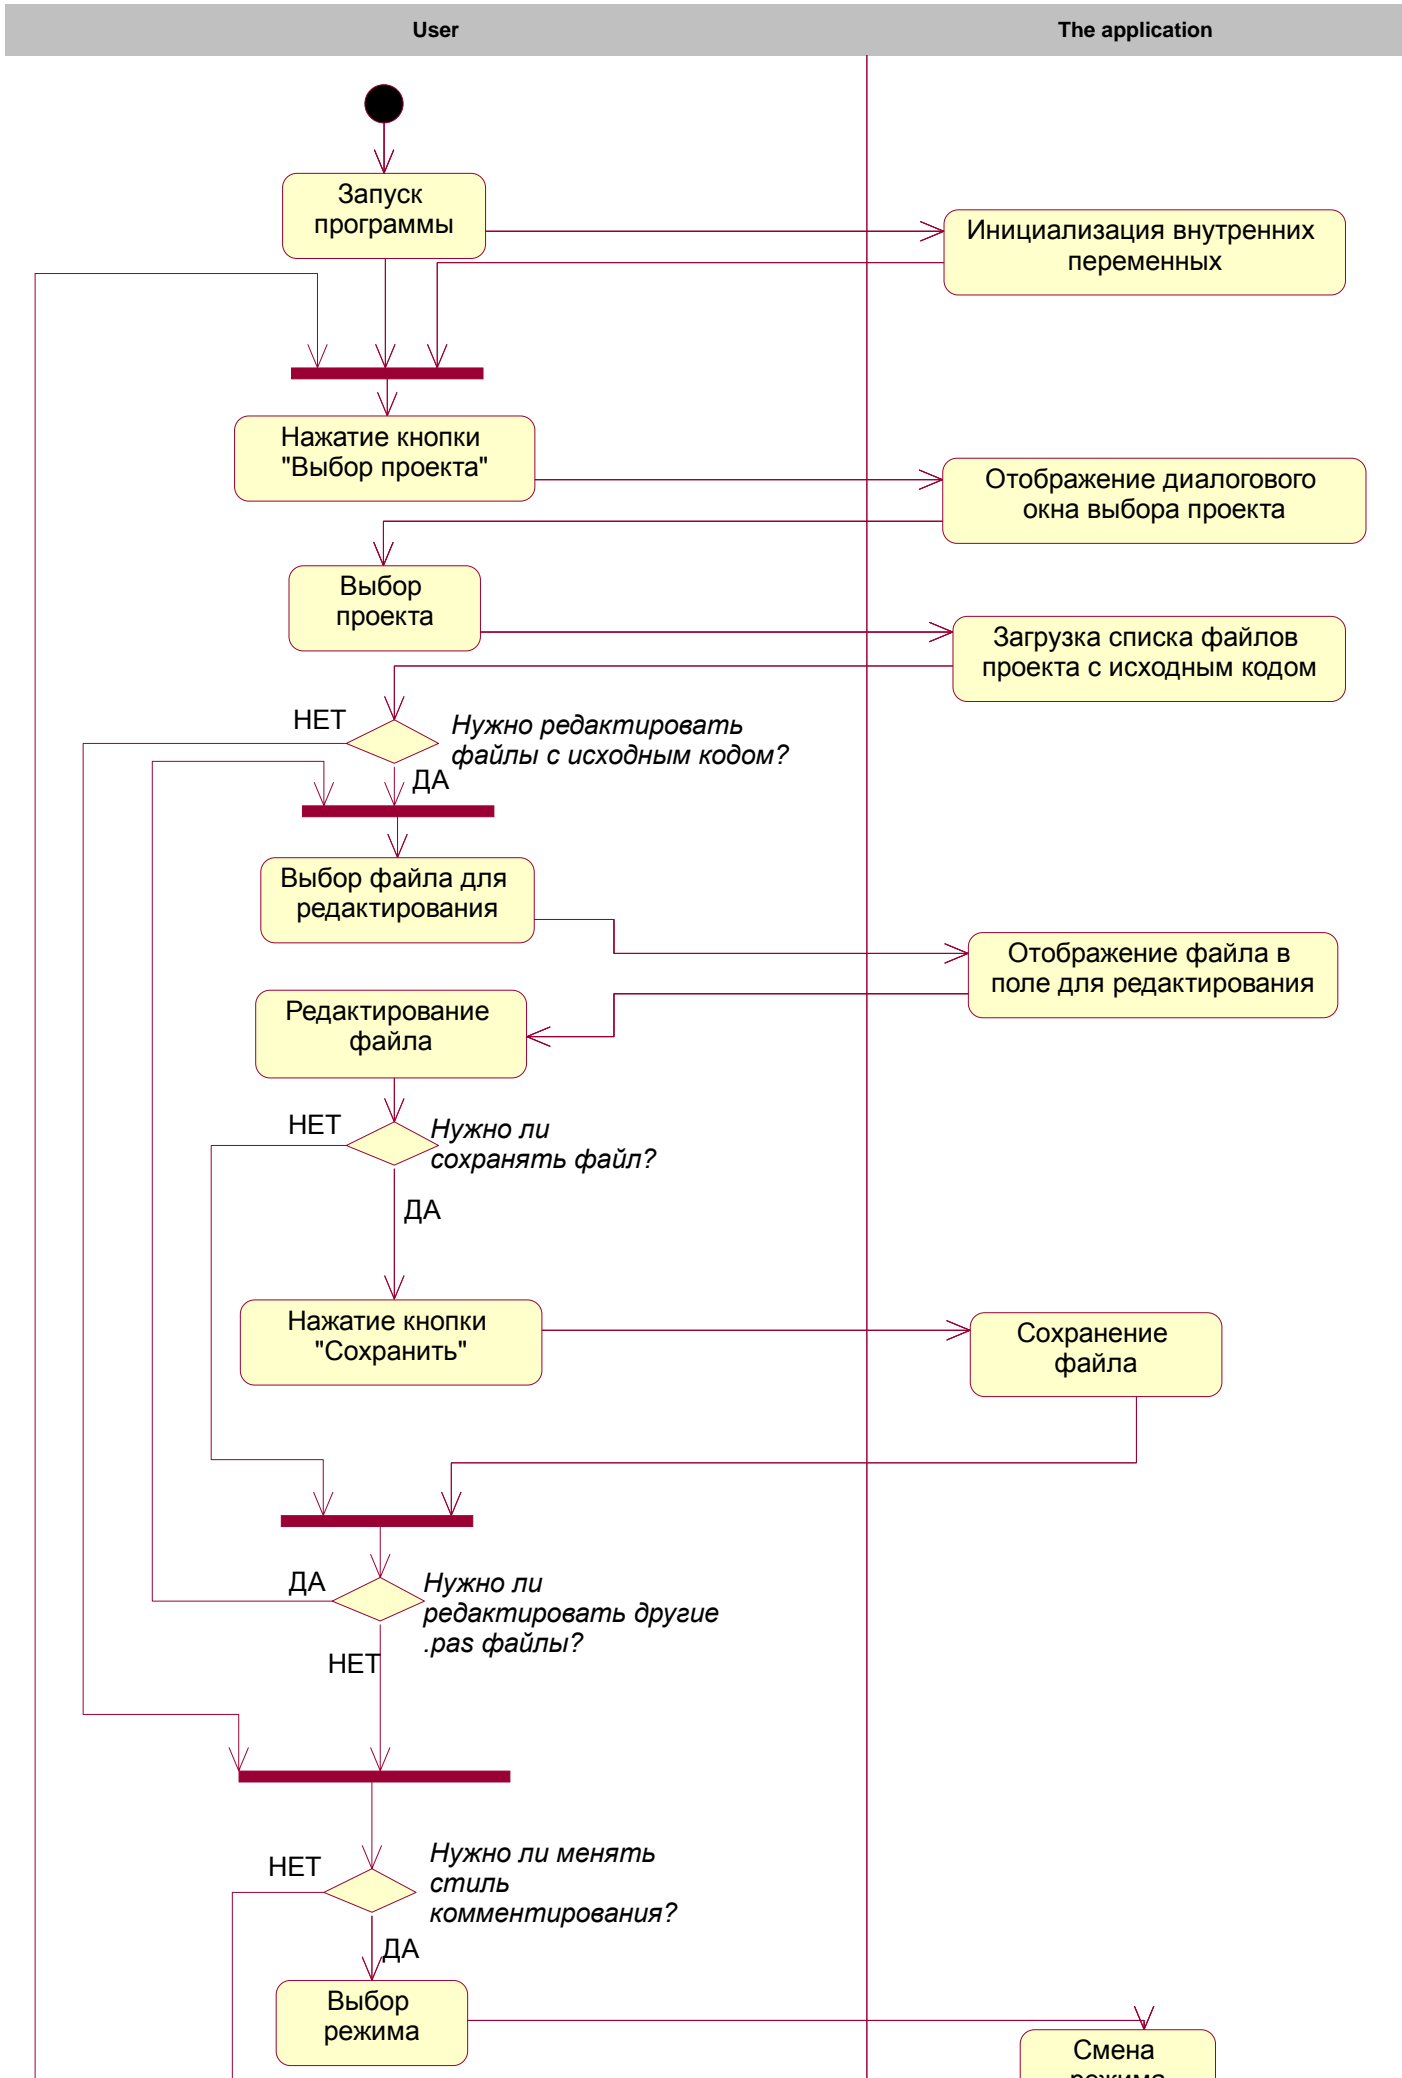 User
The application
Запуск
программы
Инициализация внутренних
переменных
Нажатие кнопки
"Выбор проекта"
Отображение диалогового
окна выбора проекта
Выбор
проекта
Загрузка списка файлов
проекта с исходным кодом
НЕТ
Нужно редактировать
файлы с исходным кодом?
ДА
Выбор файла для
редактирования
Отображение файла в
поле для редактирования
Редактирование
файла
НЕТ
Нужно ли
сохранять файл?
ДА
Нажатие кнопки
"Сохранить"
Сохранение
файла
ДА
Нужно ли
редактировать другие
.pas файлы?
НЕТ
НЕТ
Нужно ли менять
стиль
комментирования?
ДА
Выбор
режима
Смена
режима